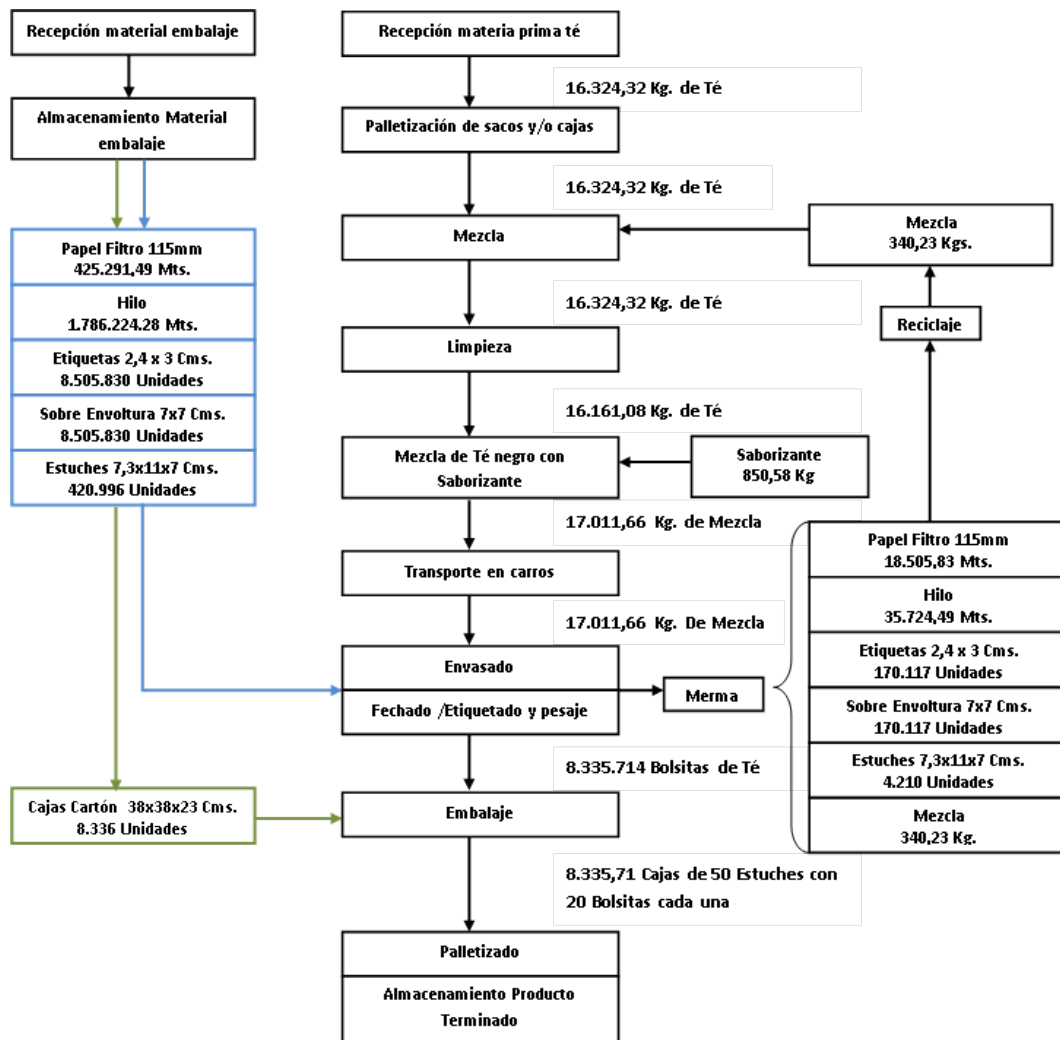 Recepción material embalaje
Almacenamiento Material
embalaje
Papel Filtro 115mm
425.291,49 Mts.
Hilo
1.786.224.28 Mts.
Etiquetas 2,4 x 3 Cms.
8.505.830 Unidades
Sobre Envoltura 7x7 Cms.
8.505.830 Unidades
Estuches 7,3x11x7 Cms.
420.996 Unidades
Cajas Cartón 38x38x23 Cms.
8.336 Unidades
Recepción materia prima té
16.324,32 Kg. de Té
Palletización de sacos y/o cajas
16.324,32 Kg. de Té
Mezcla
16.324,32 Kg. de Té
Limpieza
16.161,08 Kg. de Té
Mezcla de Té negro con
Saborizante
Saborizante
850,58 Kg
17.011,66 Kg. de Mezcla
Transporte en carros
17.011,66 Kg. De Mezcla
Envasado
Fechado /Etiquetado y pesaje
8.335.714 Bolsitas de Té
Embalaje
8.335,71 Cajas de 50 Estuches con
20 Bolsitas cada una
Palletizado
Almacenamiento Producto
Terminado
Mezcla
340,23 Kgs.
Reciclaje
Merma
Papel Filtro 115mm
18.505,83 Mts.
Hilo
35.724,49 Mts.
Etiquetas 2,4 x 3 Cms.
170.117 Unidades
Sobre Envoltura 7x7 Cms.
170.117 Unidades
Estuches 7,3x11x7 Cms.
4.210 Unidades
Mezcla
340,23 Kg.